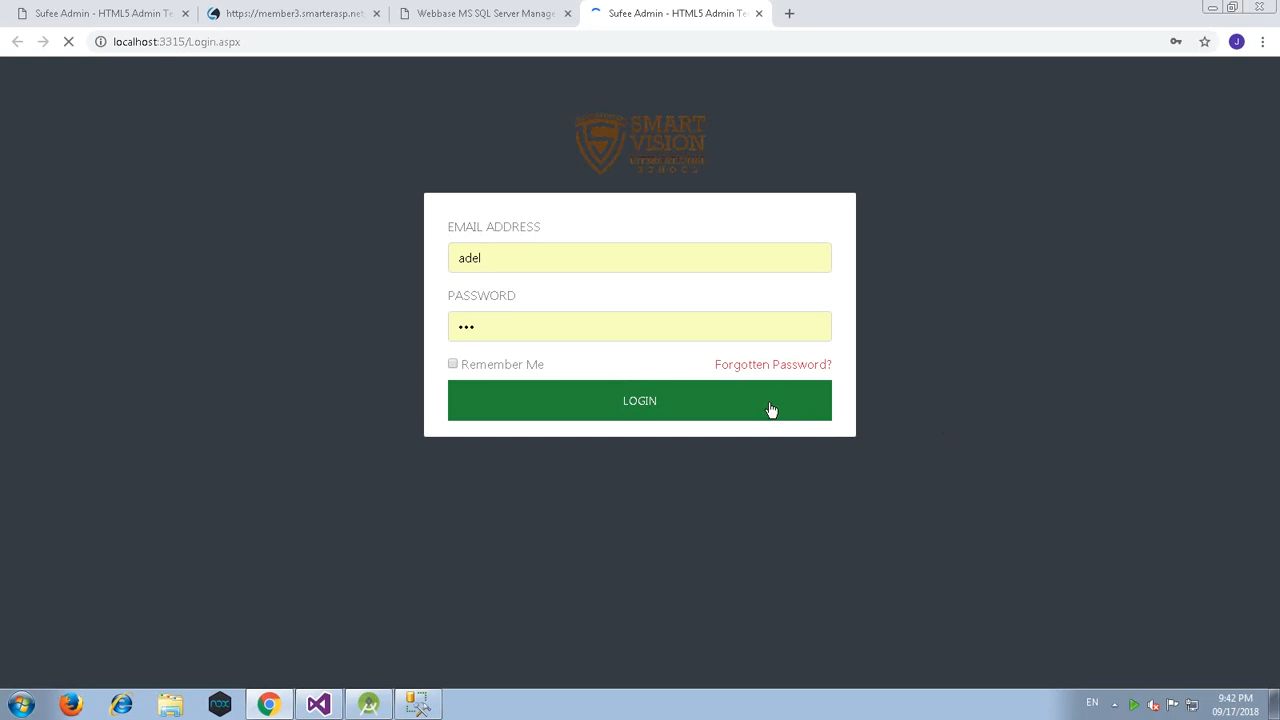 Sufee Admin - HTML5 Admin Te
https://member3.smarterasp.net
Webbase MS SQL Server Manage
Sufee Admin - HTML5 Admin Te
localhost:3315/Login.aspx
J
SMART
VISION
SCHOOL
EMAIL ADDRESS
adel
PASSWORD
•••
Remember Me
Forgotten Password?
LOGIN
nox
EN
9:42 PM
09/17/2018